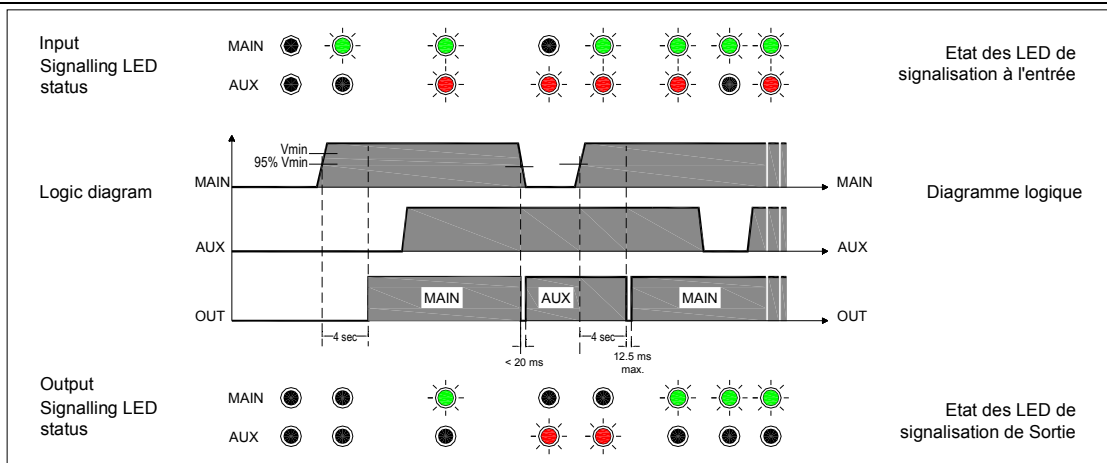 Input
Signalling LED
status
MAIN
AUX
Etat des LED de
signalisation à l'entrée
Logic diagram
Vmin
95% Vmin
MAIN
MAIN
Diagramme logique
AUX
AUX
MAIN
AUX
MAIN
OUT
OUT
4 sec
< 20 ms
4 sec
12.5 ms
max.
Output
Signalling LED
status
MAIN
AUX
Etat des LED de
signalisation de Sortie